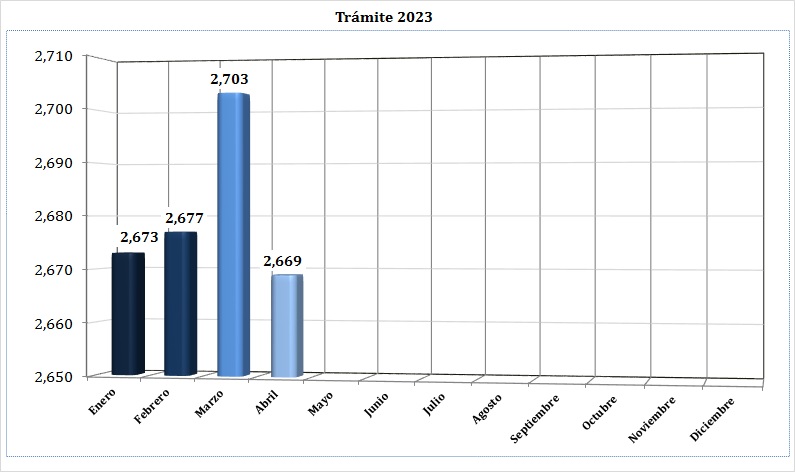 Trámite 2023
2,710
2,700
2,690
2,680
2,670
2,660
2,650
2,673
2,677
2,703
2,669
Enero
Febrero
Marzo
Abril
Mayo
Junio
Julio
Agosto
Septiembre
Octubre
Noviembre
Diciembre